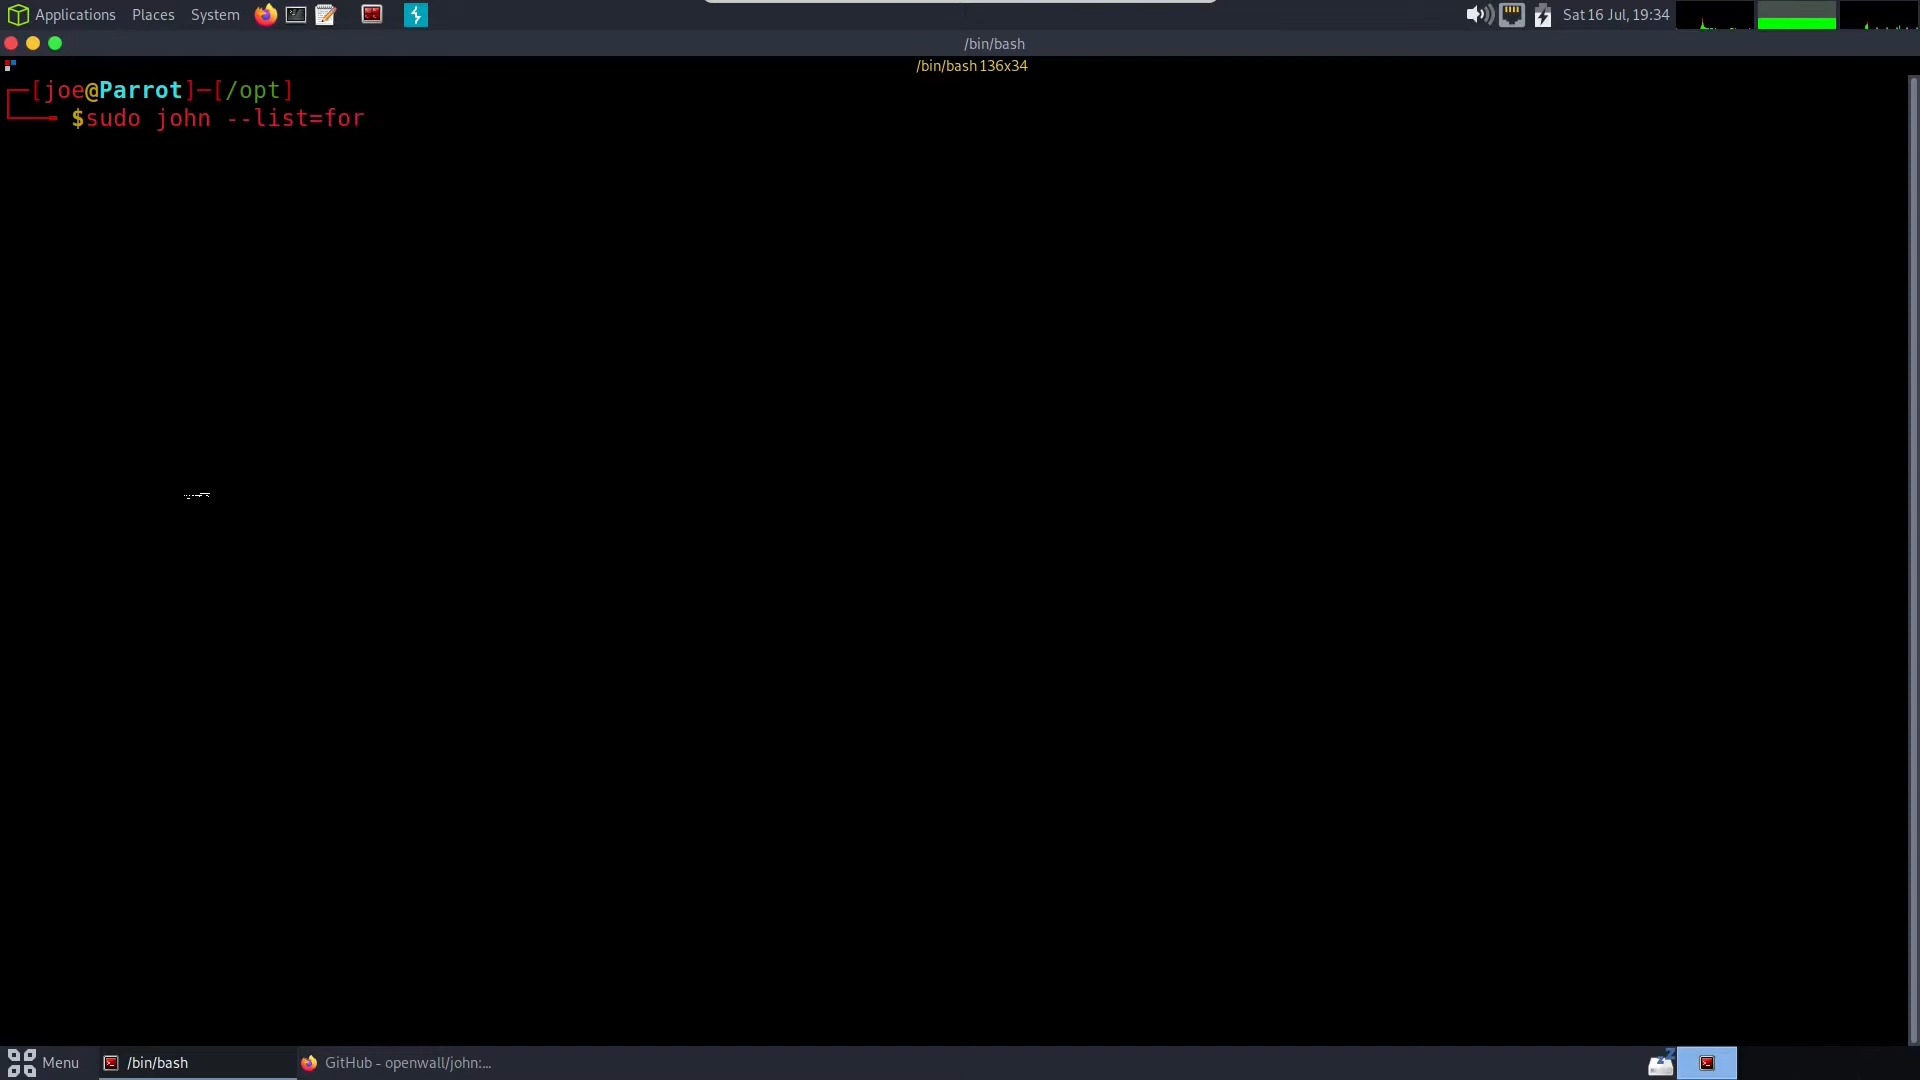 Applications Places System Sat 16 Jul, 19:34
/bin/bash
/bin/bash 136x34
[joe@Parrot]─[/opt]
$sudo john --list=for
Menu /bin/bash GitHub - openwall/john:...